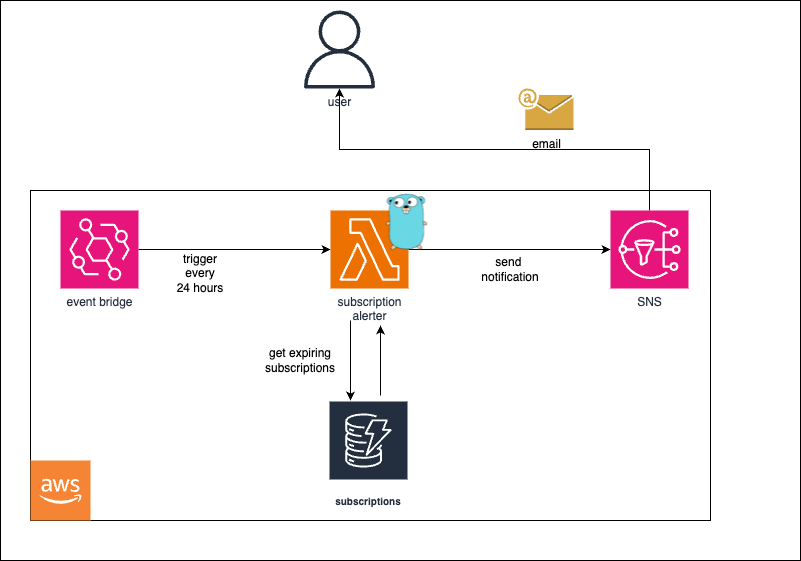 user
@
email
trigger
every
24 hours
send
notification
event bridge
subscription
alerter
SNS
get expiring
subscriptions
subscriptions
aws